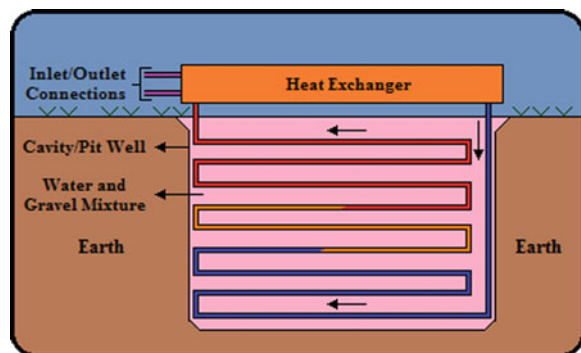 Inlet/Outlet
Connections
Heat Exchanger
Cavity/Pit Well
Water and
Gravel Mixture
Earth
Earth